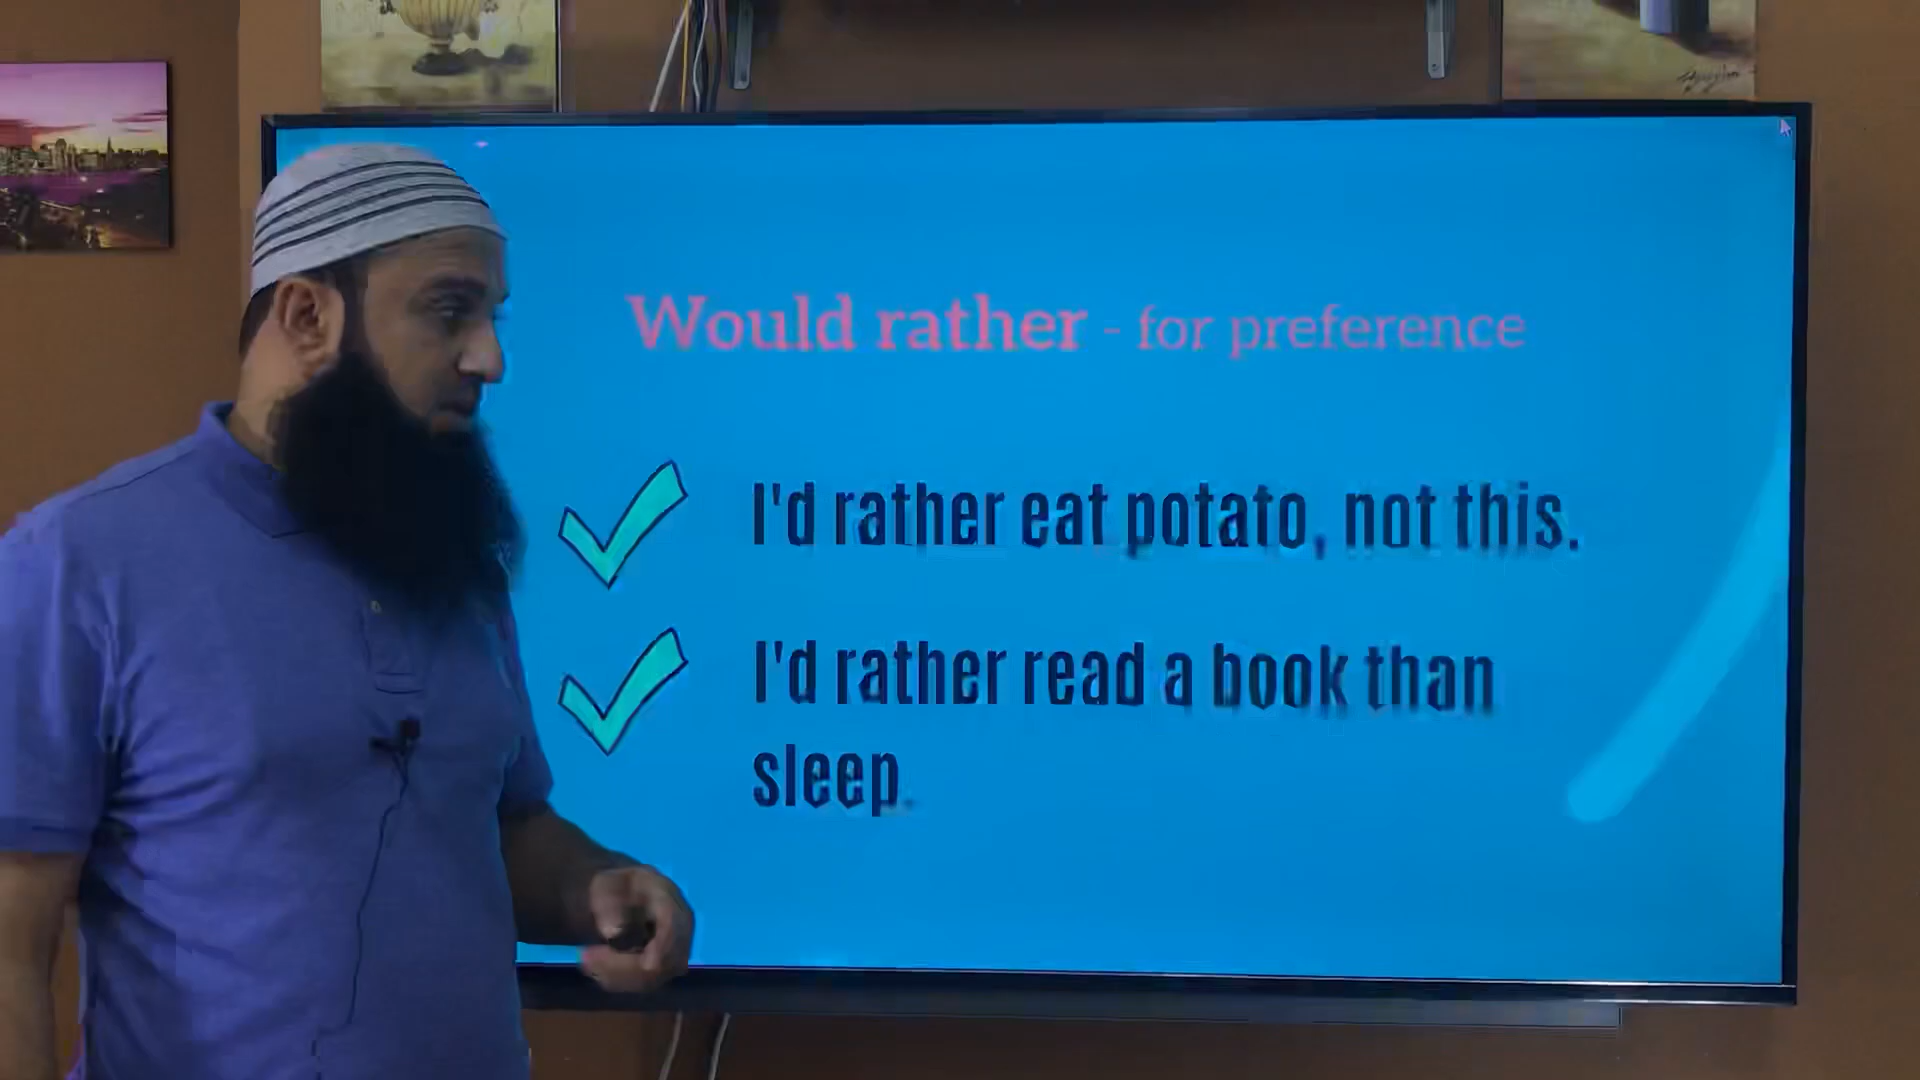 Would rather - for preference
I'd rather eat potato, not this.
I'd rather read a book than
sleep.